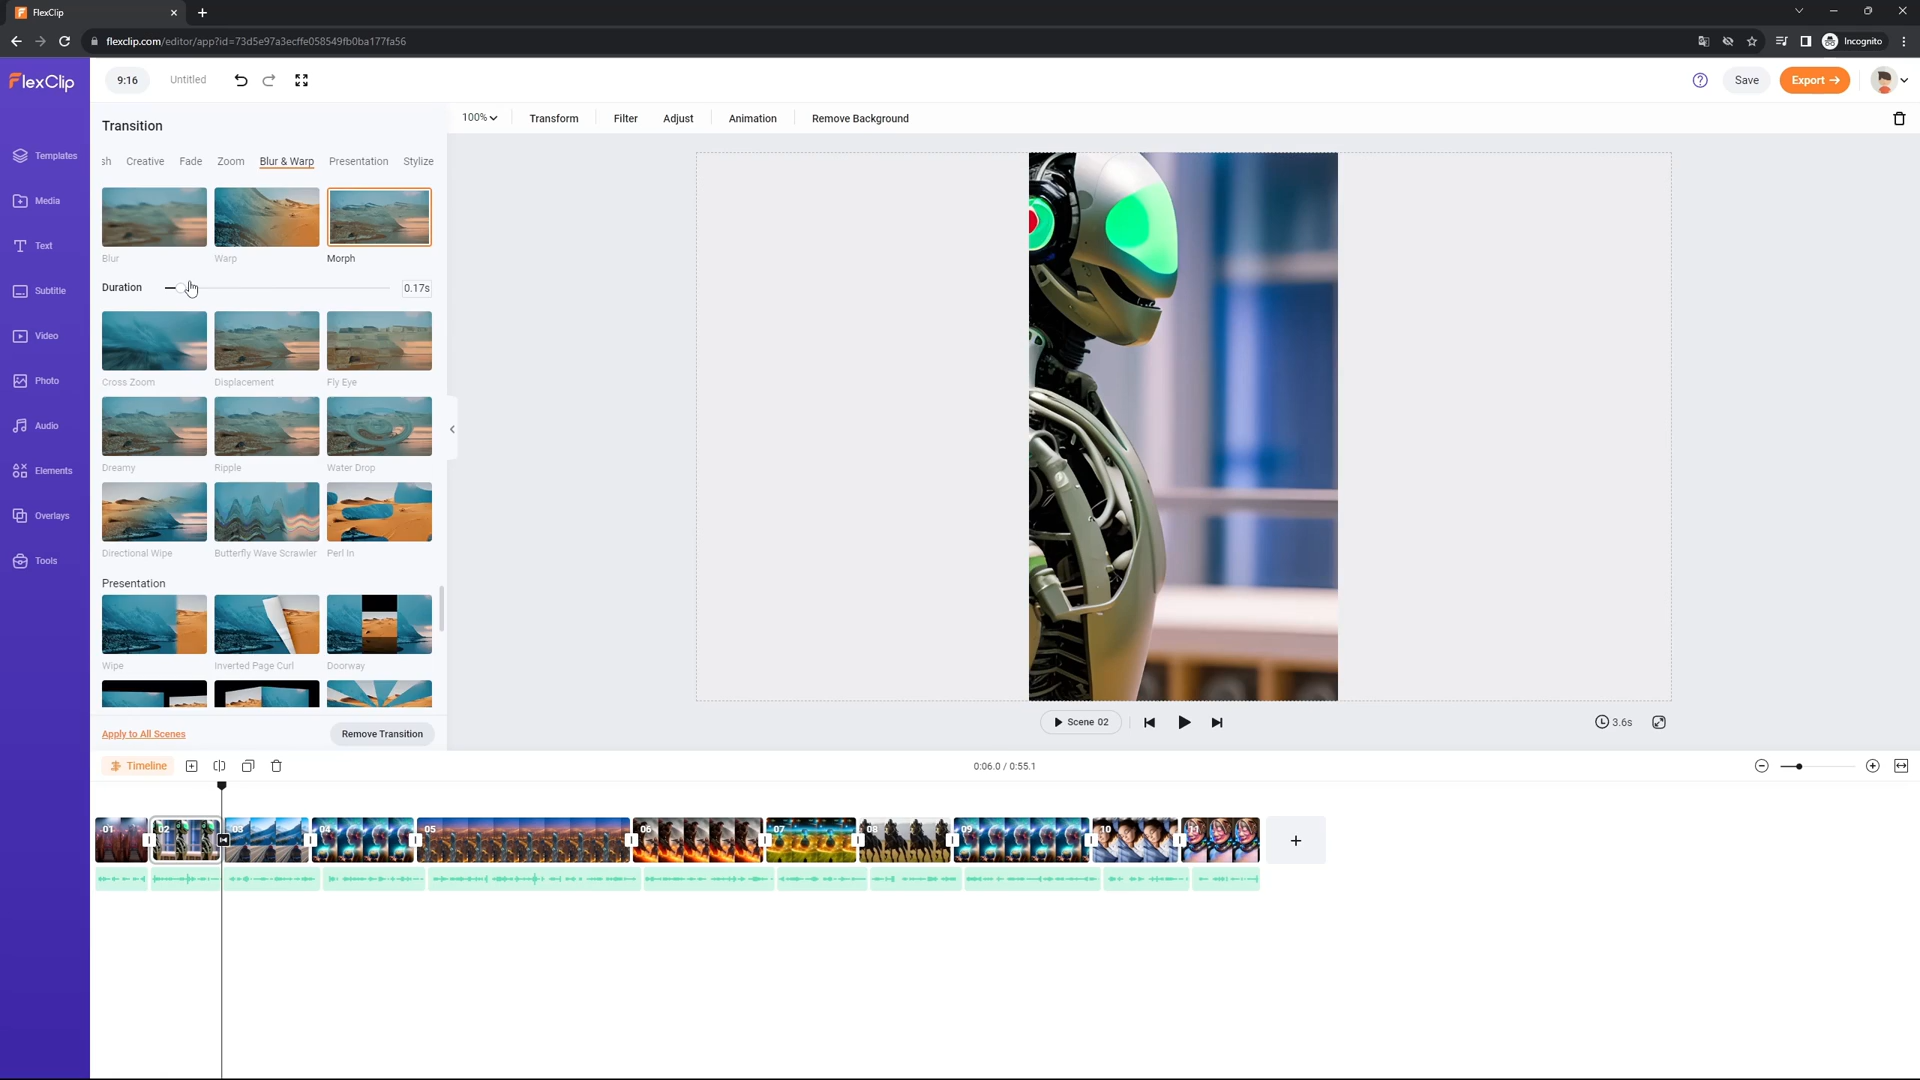 FlexClip
flexclip.com/editor/app?id=73d5e97a3ecffe058549fb0ba177fa56
Incognito
FlexClip
9:16
Untitled
Save
Export
Templates
Media
Text
Subtitle
Video
Photo
Audio
Elements
Overlays
Tools
Transition
sh Creative Fade Zoom Blur & Warp Presentation Stylize
Blur Warp Morph
Duration 0.17s
Cross Zoom Displacement Fly Eye
Dreamy Ripple Water Drop
Directional Wipe Butterfly Wave Scrawler Perl In
Presentation
Wipe Inverted Page Curl Doorway
Apply to All Scenes Remove Transition
100% Transform Filter Adjust Animation Remove Background
Scene 02
3.6s
Timeline
0:06.0 / 0:55.1
01 02 03 04 05 06 07 08 09 10 11